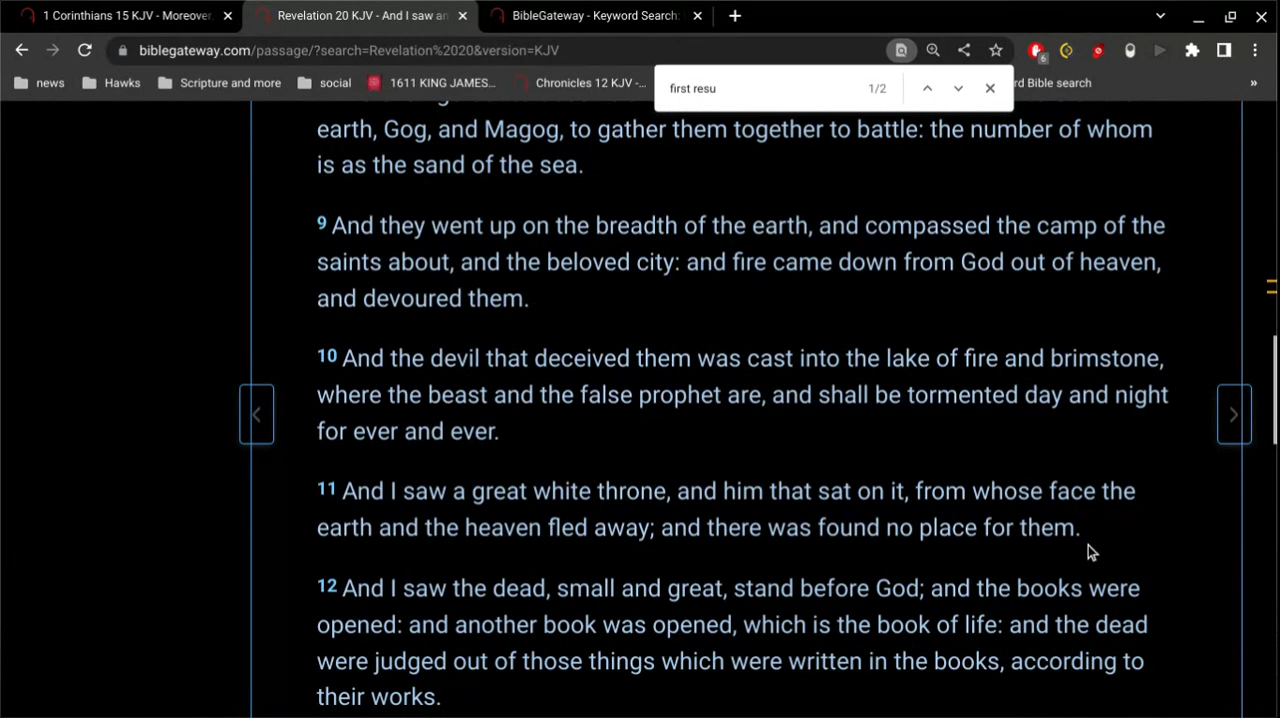 1 Corinthians 15 KJV - Moreover,
Revelation 20 KJV - And I saw an
BibleGateway - Keyword Search:
biblegateway.com/passage/?search=Revelation%2020&version=KJV
6
news
Hawks
Scripture and more
social
1611 KING JAMES...
Chronicles 12 KJV -...
rd Bible search
»
first resu
1/2
earth, Gog, and Magog, to gather them together to battle: the number of whom
is as the sand of the sea.
9 And they went up on the breadth of the earth, and compassed the camp of the
saints about, and the beloved city: and fire came down from God out of heaven,
and devoured them.
10 And the devil that deceived them was cast into the lake of fire and brimstone,
where the beast and the false prophet are, and shall be tormented day and night
for ever and ever.
11 And I saw a great white throne, and him that sat on it, from whose face the
earth and the heaven fled away; and there was found no place for them.
12 And I saw the dead, small and great, stand before God; and the books were
opened: and another book was opened, which is the book of life: and the dead
were judged out of those things which were written in the books, according to
their works.